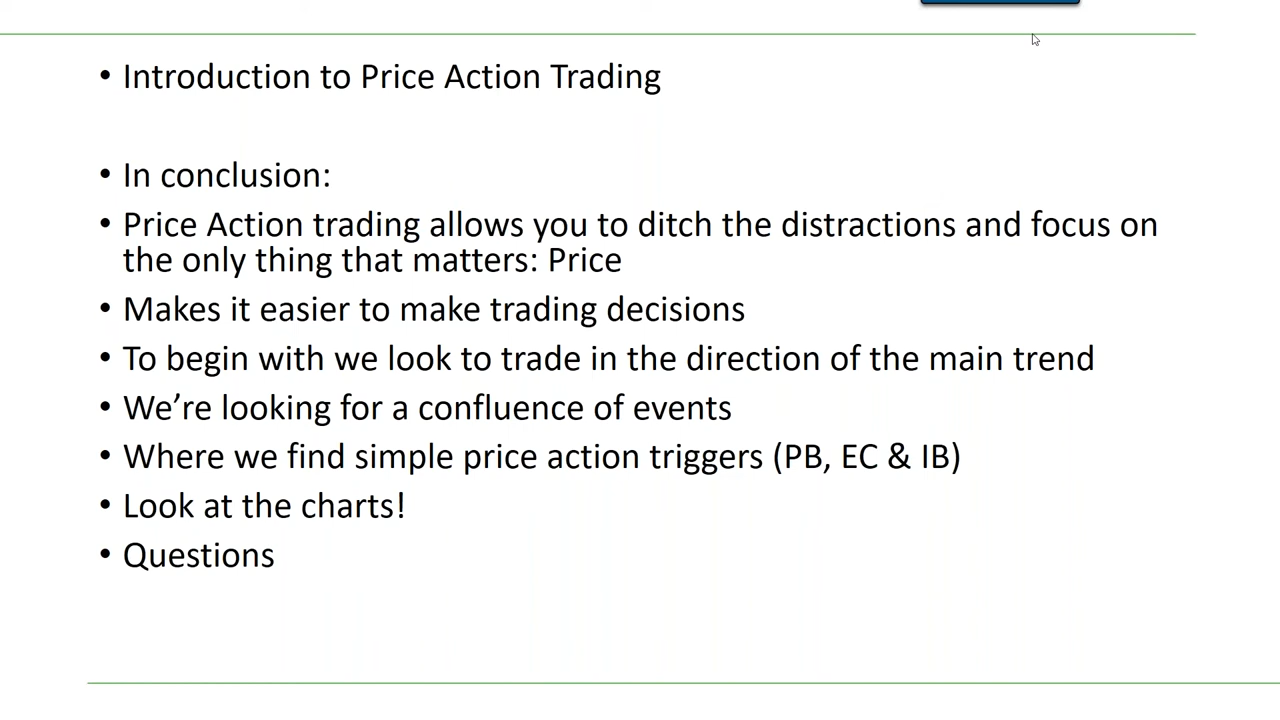 • Introduction to Price Action Trading
• In conclusion:
• Price Action trading allows you to ditch the distractions and focus on
the only thing that matters: Price
• Makes it easier to make trading decisions
• To begin with we look to trade in the direction of the main trend
• We’re looking for a confluence of events
• Where we find simple price action triggers (PB, EC & IB)
• Look at the charts!
• Questions